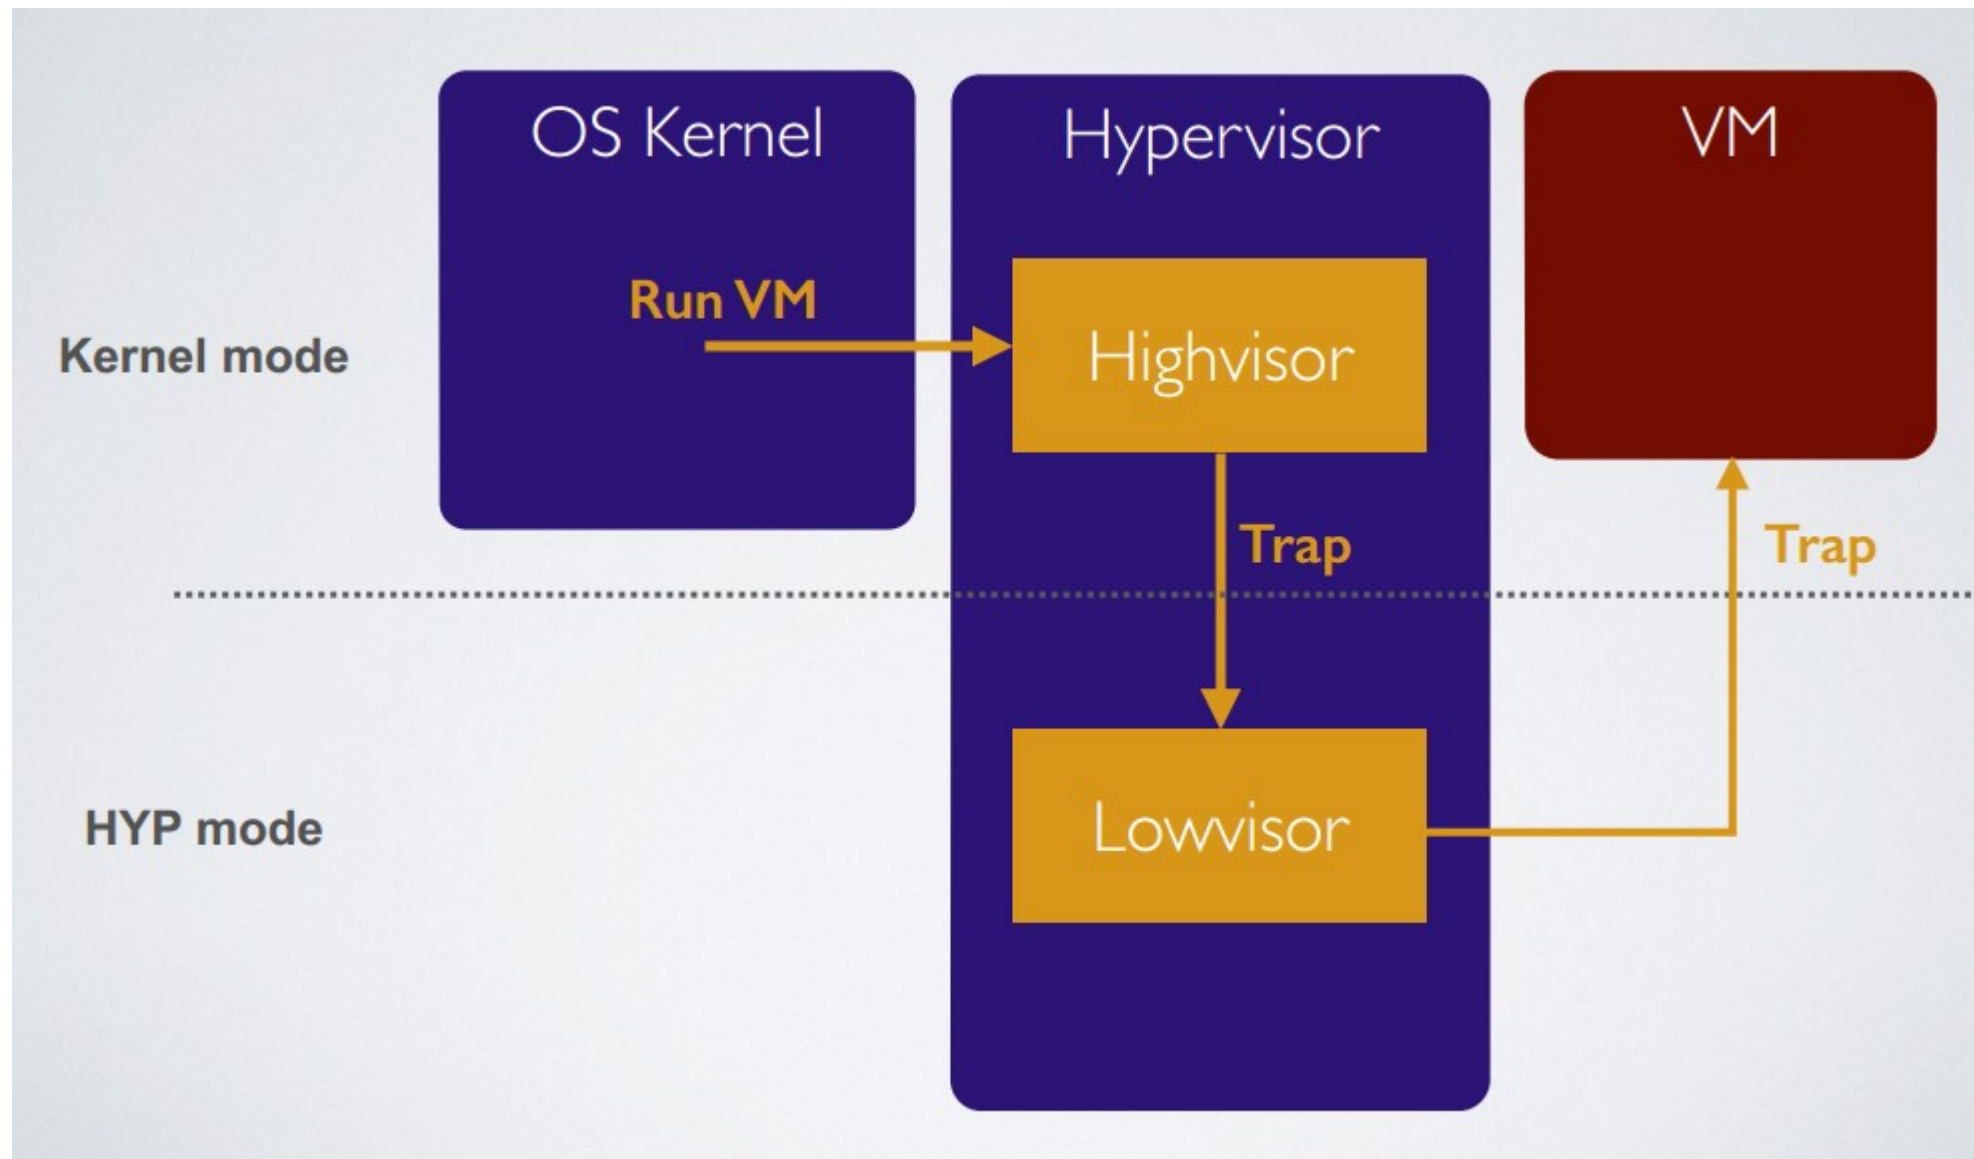 OS Kernel
Hypervisor
VM
Run VM
Kernel mode
Highvisor
Trap
Trap
HYP mode
Lowvisor